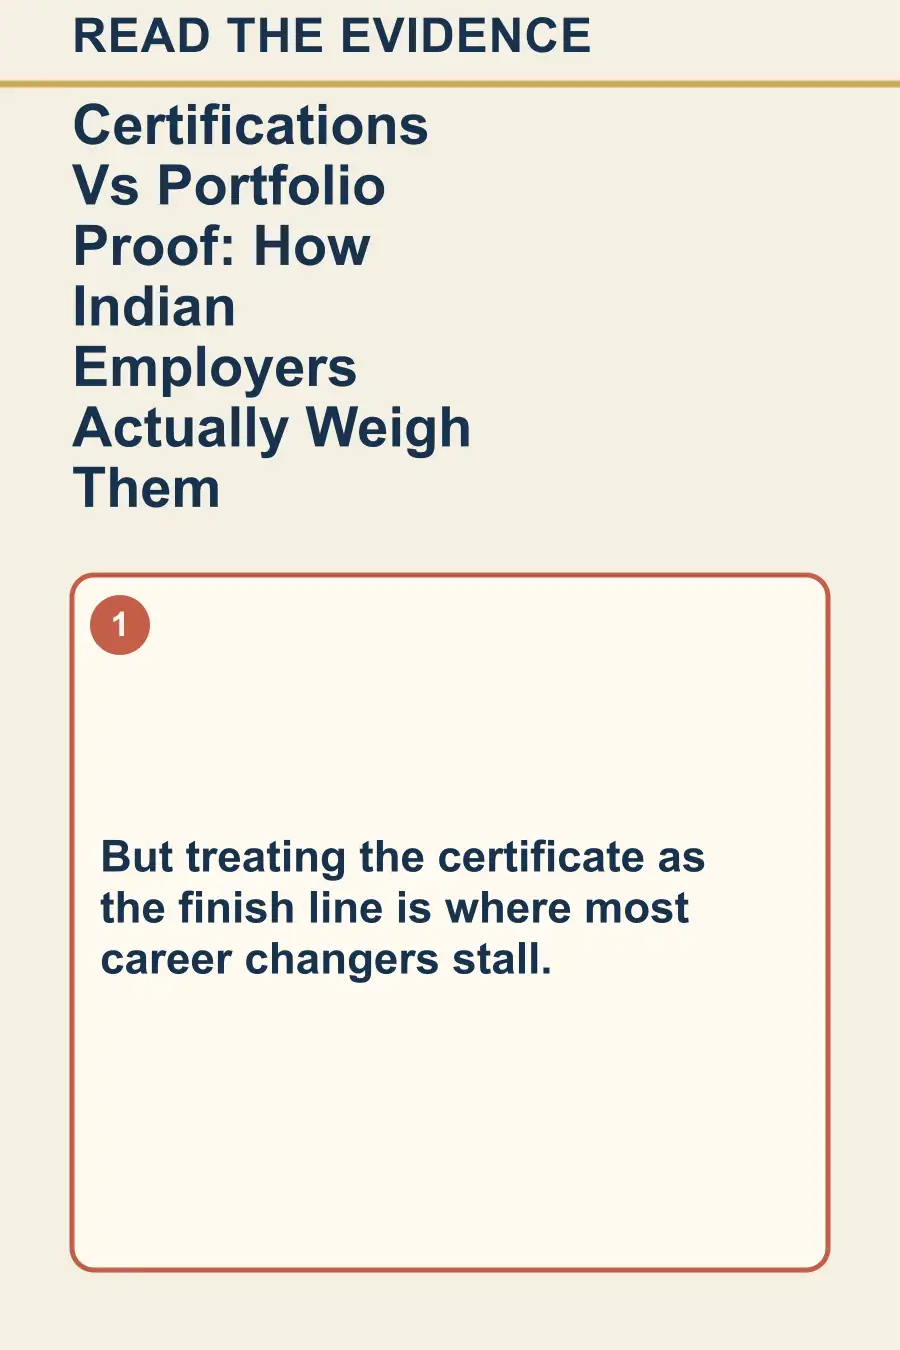 READ THE EVIDENCE
Certifications
Vs Portfolio
Proof: How
Indian
Employers
Actually Weigh
Them
1
But treating the certificate as
the finish line is where most
career changers stall.